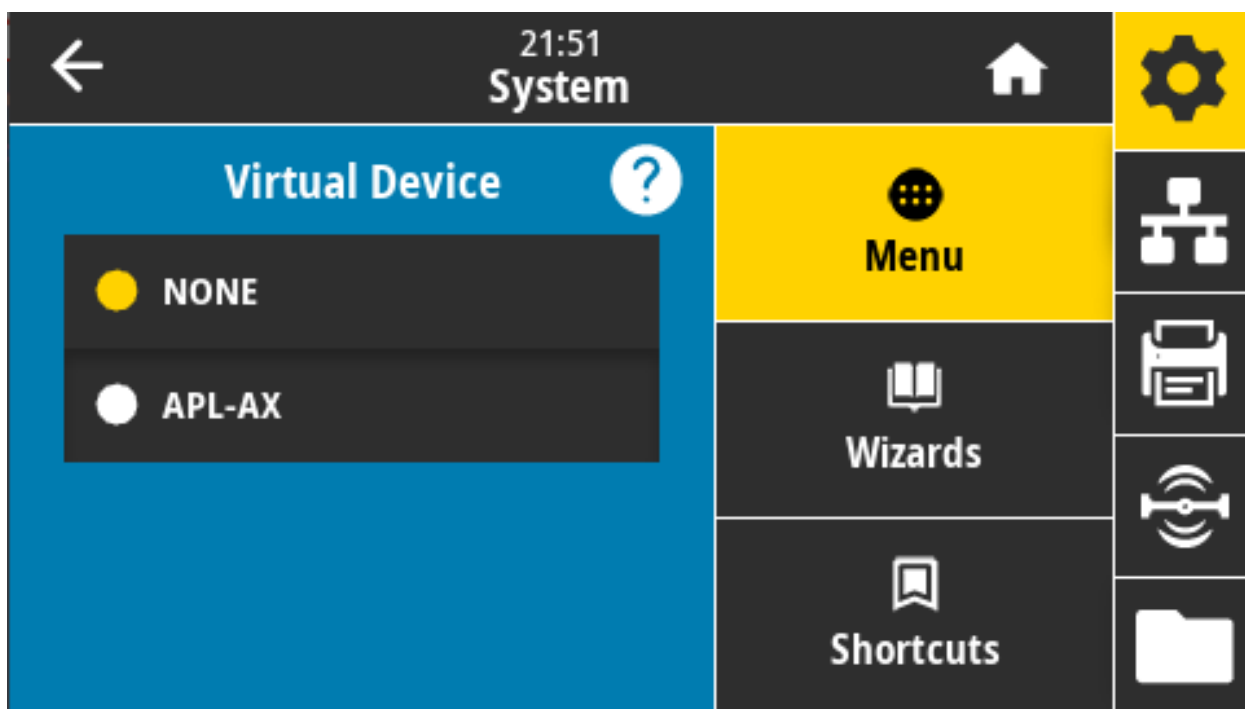 21:51
System
Virtual Device
?
NONE
APL-AX
Menu
Wizards
Shortcuts